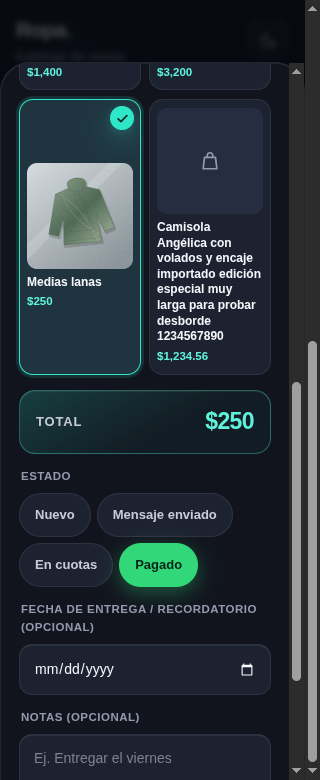 Ropa.
$1,400
$3,200
Medias lanas
$250
Camisola
Angélica con
volados y encaje
importado edición
especial muy
larga para probar
desborde
1234567890
$1,234.56
TOTAL
$250
ESTADO
Nuevo
Mensaje enviado
En cuotas
Pagado
FECHA DE ENTREGA / RECORDATORIO
(OPCIONAL)
mm/dd/yyyy
NOTAS (OPCIONAL)
Ej. Entregar el viernes